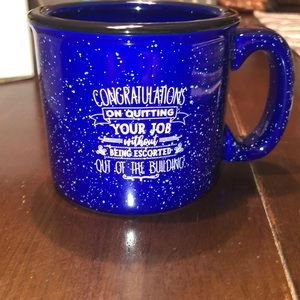 CONGRATULATIONS
ON QUITTING
YOUR JOB
without
BEING ESCORTED
OUT OF THE BUILDING